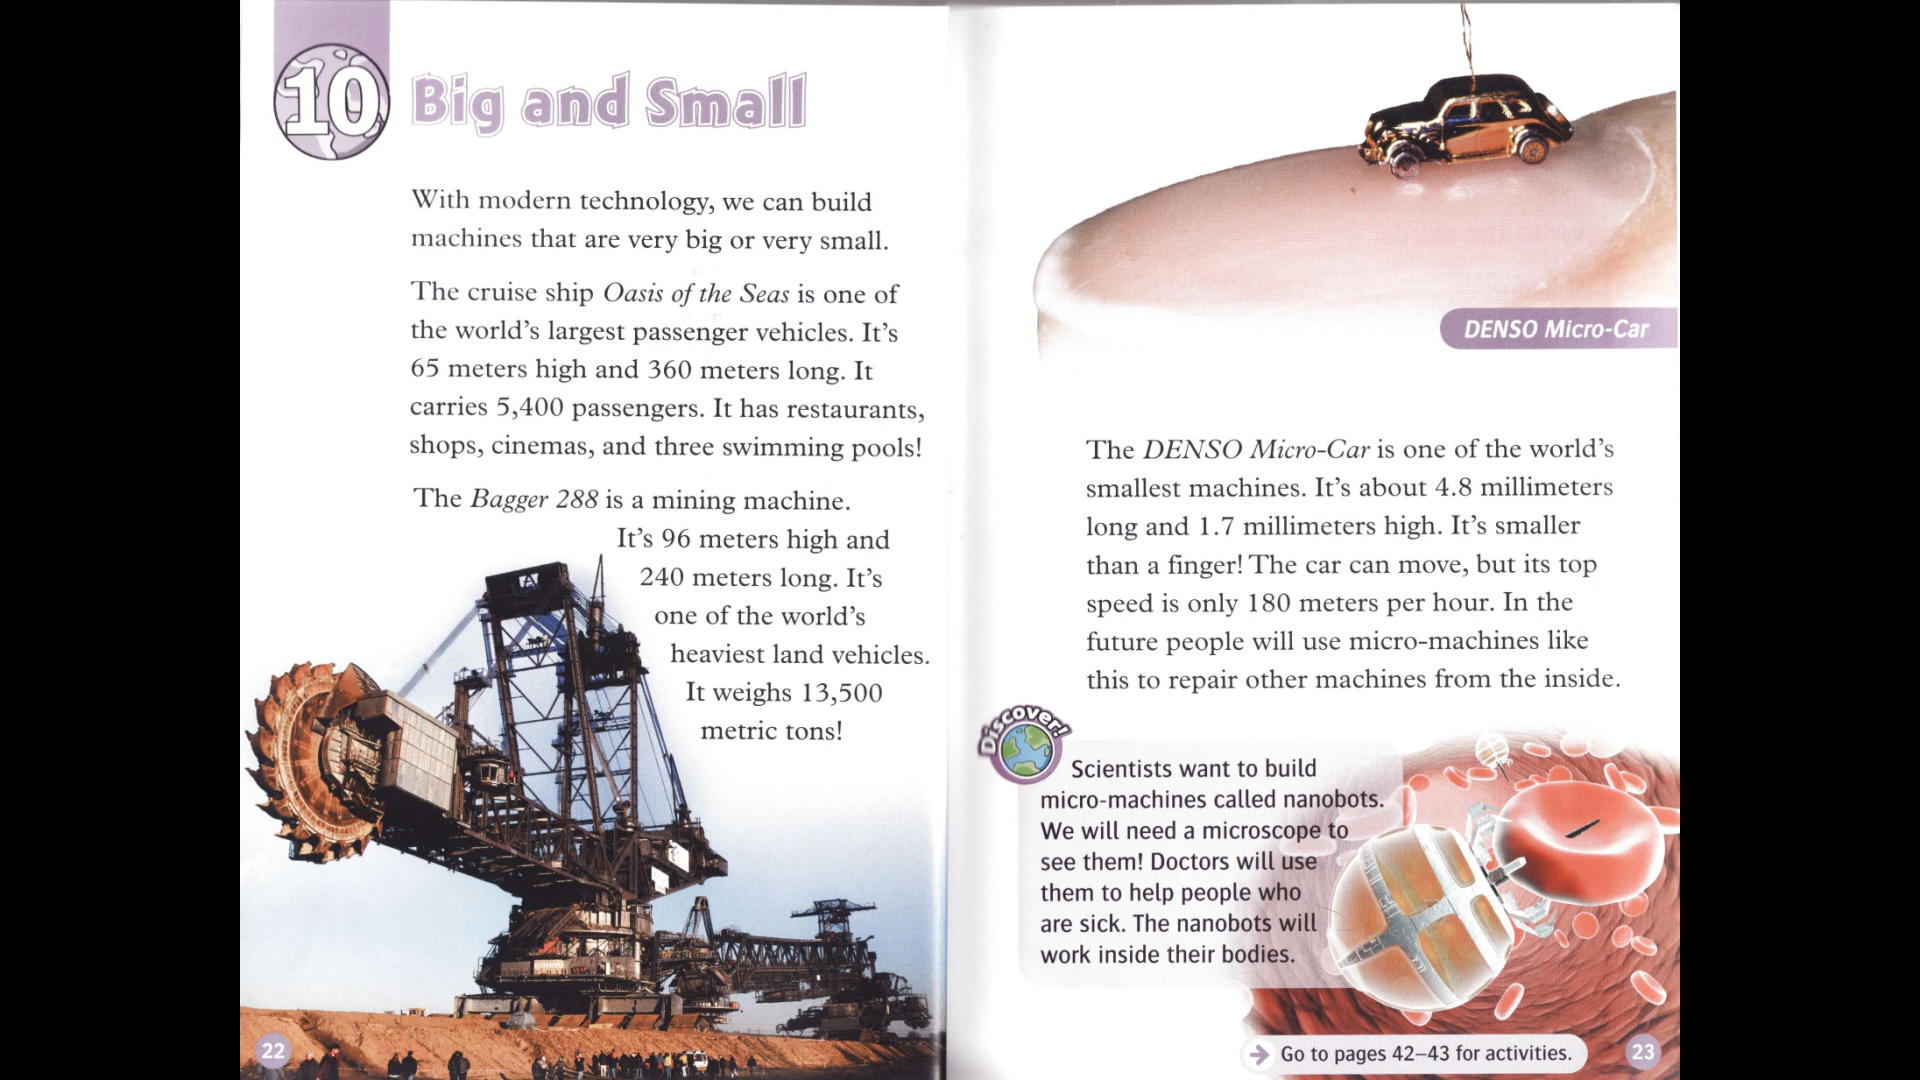 10 Big and Small
With modern technology, we can build
machines that are very big or very small.
The cruise ship Oasis of the Seas is one of
the world's largest passenger vehicles. It's
65 meters high and 360 meters long. It
carries 5,400 passengers. It has restaurants,
shops, cinemas, and three swimming pools!
The Bagger 288 is a mining machine.
It's 96 meters high and
240 meters long. It's
one of the world's
heaviest land vehicles.
It weighs 13,500
metric tons!
22
DENSO Micro-Car
The DENSO Micro-Car is one of the world's
smallest machines. It's about 4.8 millimeters
long and 1.7 millimeters high. It's smaller
than a finger! The car can move, but its top
speed is only 180 meters per hour. In the
future people will use micro-machines like
this to repair other machines from the inside.
Discover!
Scientists want to build
micro-machines called nanobots.
We will need a microscope to
see them! Doctors will use
them to help people who
are sick. The nanobots will
work inside their bodies.
Go to pages 42–43 for activities.
23